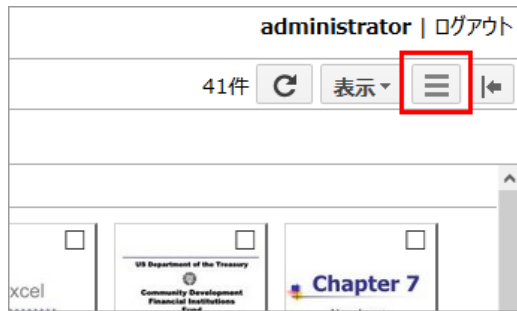 administrator | ログアウト
41件 表示
xcel
US Department of the Treasury
Community Development
Financial Institutions
Fund
Chapter 7